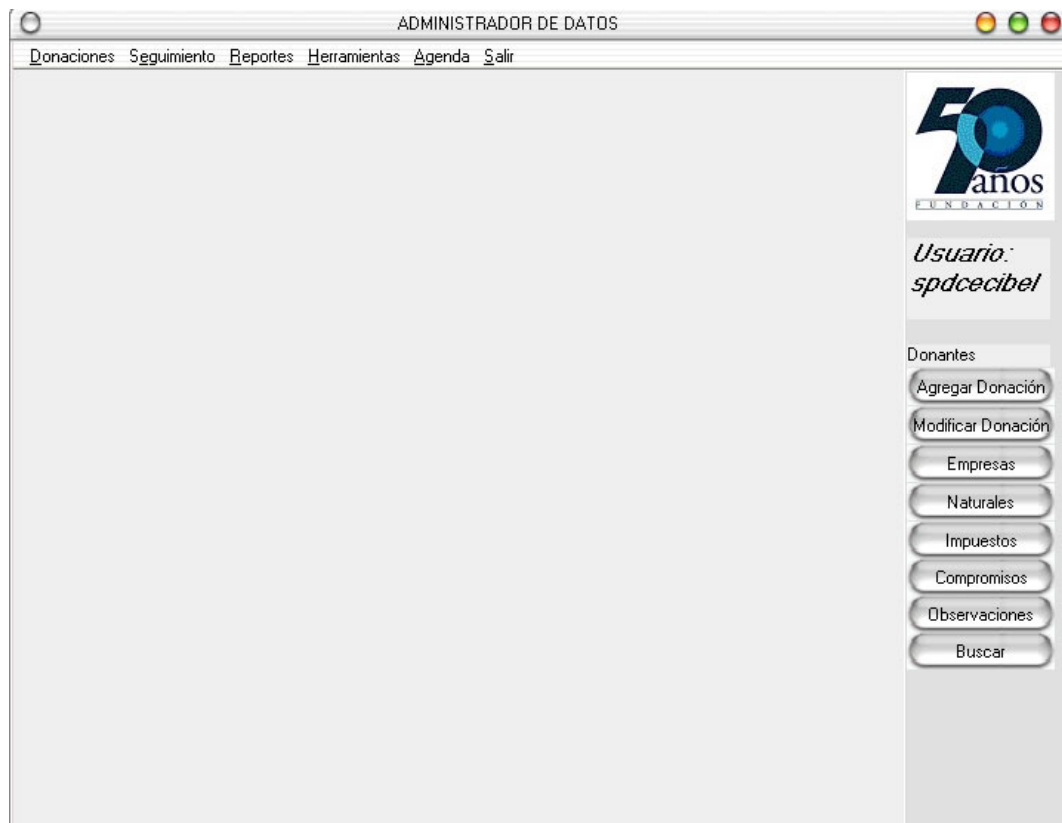 ADMINISTRADOR DE DATOS
Donaciones Seguimiento Reportes Herramientas Agenda Salir
50
años
FUNDACIÓN
Usuario:
spdcecibel
Donantes
Agregar Donación
Modificar Donación
Empresas
Naturales
Impuestos
Compromisos
Observaciones
Buscar